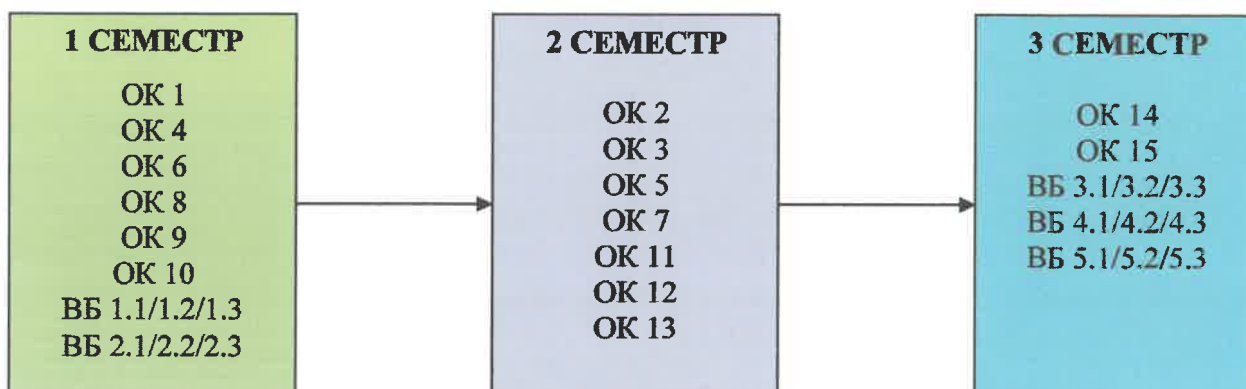 1 СЕМЕСТР
ОК 1
ОК 4
ОК 6
ОК 8
ОК 9
ОК 10
ВБ 1.1/1.2/1.3
ВБ 2.1/2.2/2.3
2 СЕМЕСТР
ОК 2
ОК 3
ОК 5
ОК 7
ОК 11
ОК 12
ОК 13
3 СЕМЕСТР
ОК 14
ОК 15
ВБ 3.1/3.2/3.3
ВБ 4.1/4.2/4.3
ВБ 5.1/5.2/5.3